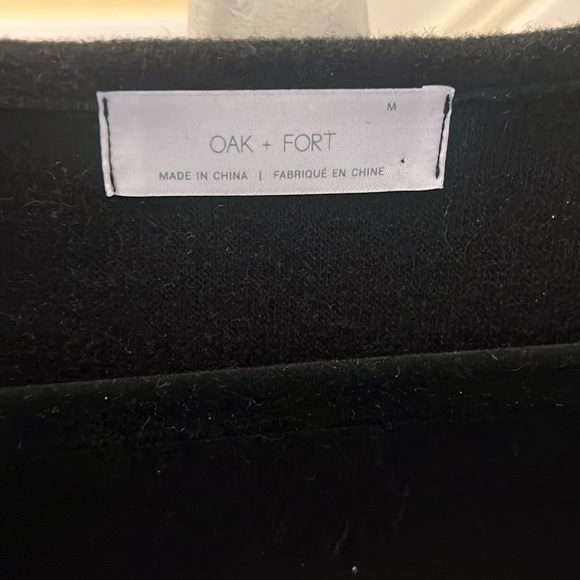 M
OAK + FORT
MADE IN CHINA | FABRIQUÉ EN CHINE